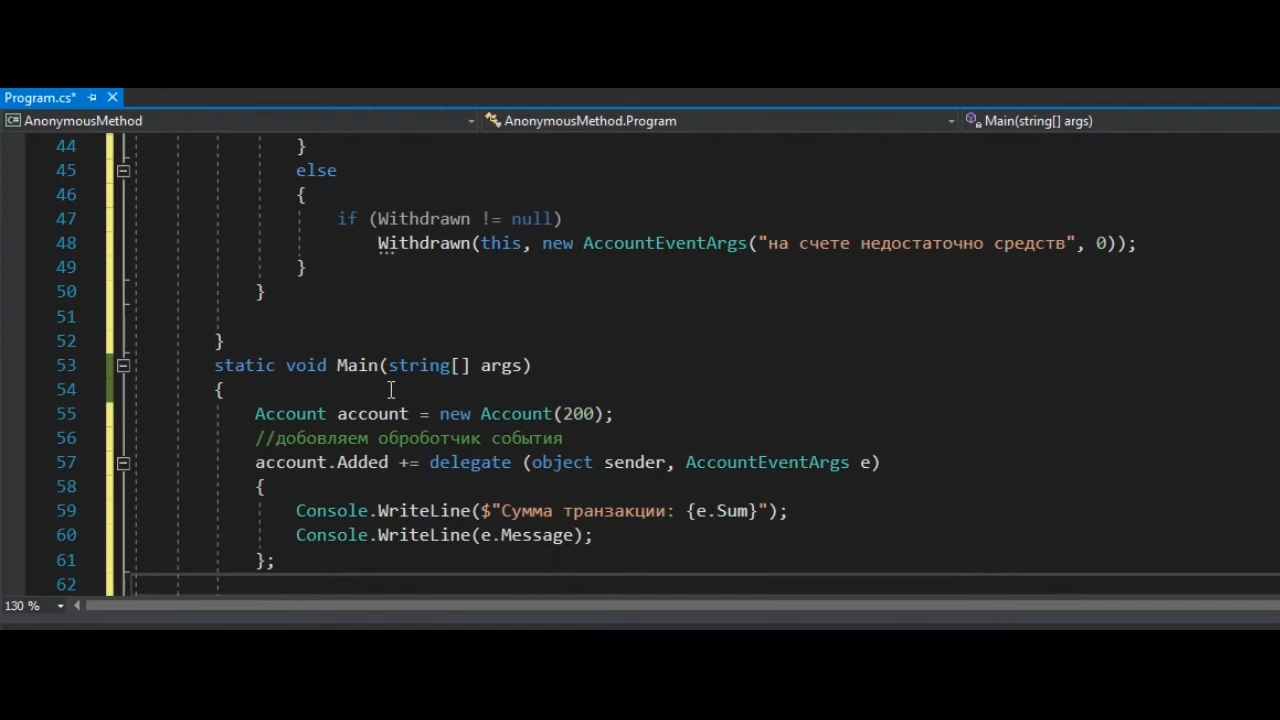 Program.cs*
AnonymousMethod AnonymousMethod.Program Main(string[] args)
44 }
45 else
46 {
47 if (Withdrawn != null)
48 Withdrawn(this, new AccountEventArgs("на счете недостаточно средств", 0));
49 }
50 }
51
52 }
53 static void Main(string[] args)
54 {
55 Account account = new Account(200);
56 //добовляем оброботчик события
57 account.Added += delegate (object sender, AccountEventArgs e)
58 {
59 Console.WriteLine($"Сумма транзакции: {e.Sum}");
60 Console.WriteLine(e.Message);
61 };
62
130 %